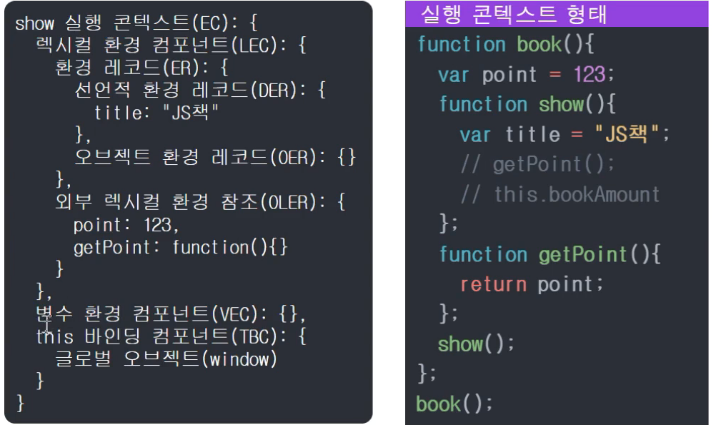 show 실행 콘텍스트(EC): {
렉시컬 환경 컴포넌트(LEC): {
환경 레코드(ER): {
선언적 환경 레코드(DER): {
title: "JS책"
},
오브젝트 환경 레코드(OER): {}
},
외부 렉시컬 환경 참조(OLER): {
point: 123,
getPoint: function(){}
}
},
변수 환경 컴포넌트(VEC): {},
this 바인딩 컴포넌트(TBC): {
글로벌 오브젝트(window)
}
}
실행 콘텍스트 형태
function book(){
var point = 123;
function show(){
var title = "JS책";
// getPoint();
// this.bookAmount
};
function getPoint(){
return point;
};
show();
};
book();